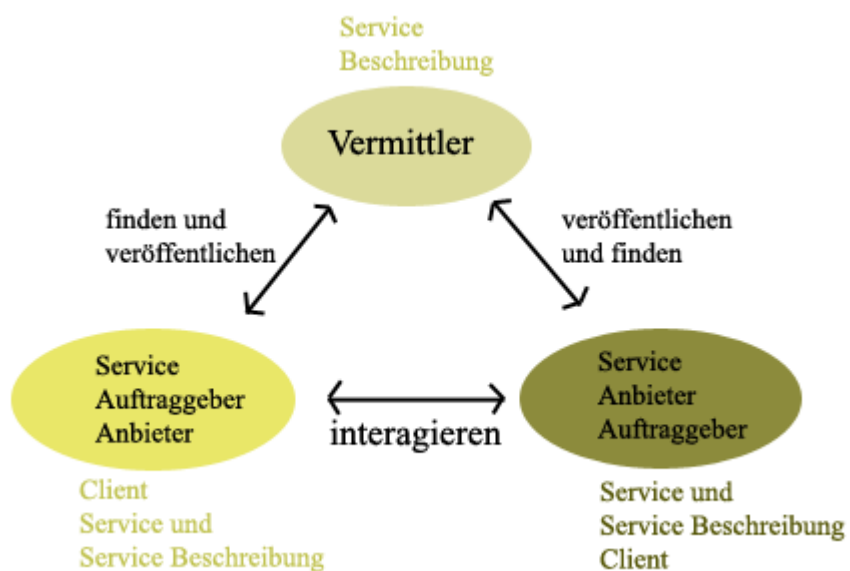 Service
Beschreibung
Vermittler
finden und
veröffentlichen
veröffentlichen
und finden
Service
Auftraggeber
Anbieter
interagieren
Service
Anbieter
Auftraggeber
Client
Service und
Service Beschreibung
Service und
Service Beschreibung
Client